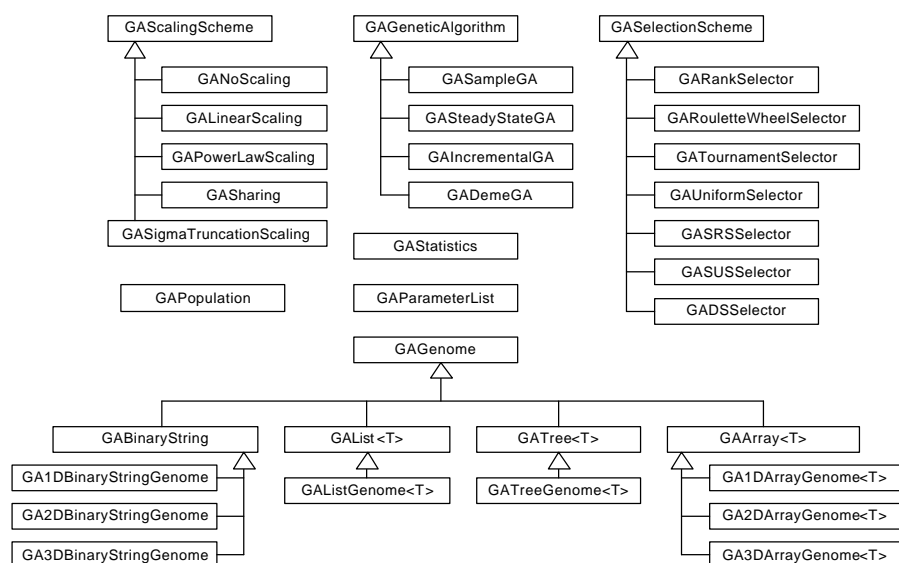 GAScalingScheme
GAGeneticAlgorithm
GASelectionScheme
GANoScaling
GASampleGA
GARankSelector
GALinearScaling
GASteadyStateGA
GARouletteWheelSelector
GAPowerLawScaling
GAIncrementalGA
GATournamentSelector
GASharing
GADemeGA
GAUniformSelector
GASigmaTruncationScaling
GAStatistics
GASRSSelector
GASUSSelector
GAPopulation
GAParameterList
GADSSelector
GAGenome
GABinaryString
GAList<T>
GATree<T>
GAArray<T>
GA1DBinaryStringGenome
GAListGenome<T>
GATreeGenome<T>
GA1DArrayGenome<T>
GA2DBinaryStringGenome
GA2DArrayGenome<T>
GA3DBinaryStringGenome
GA3DArrayGenome<T>